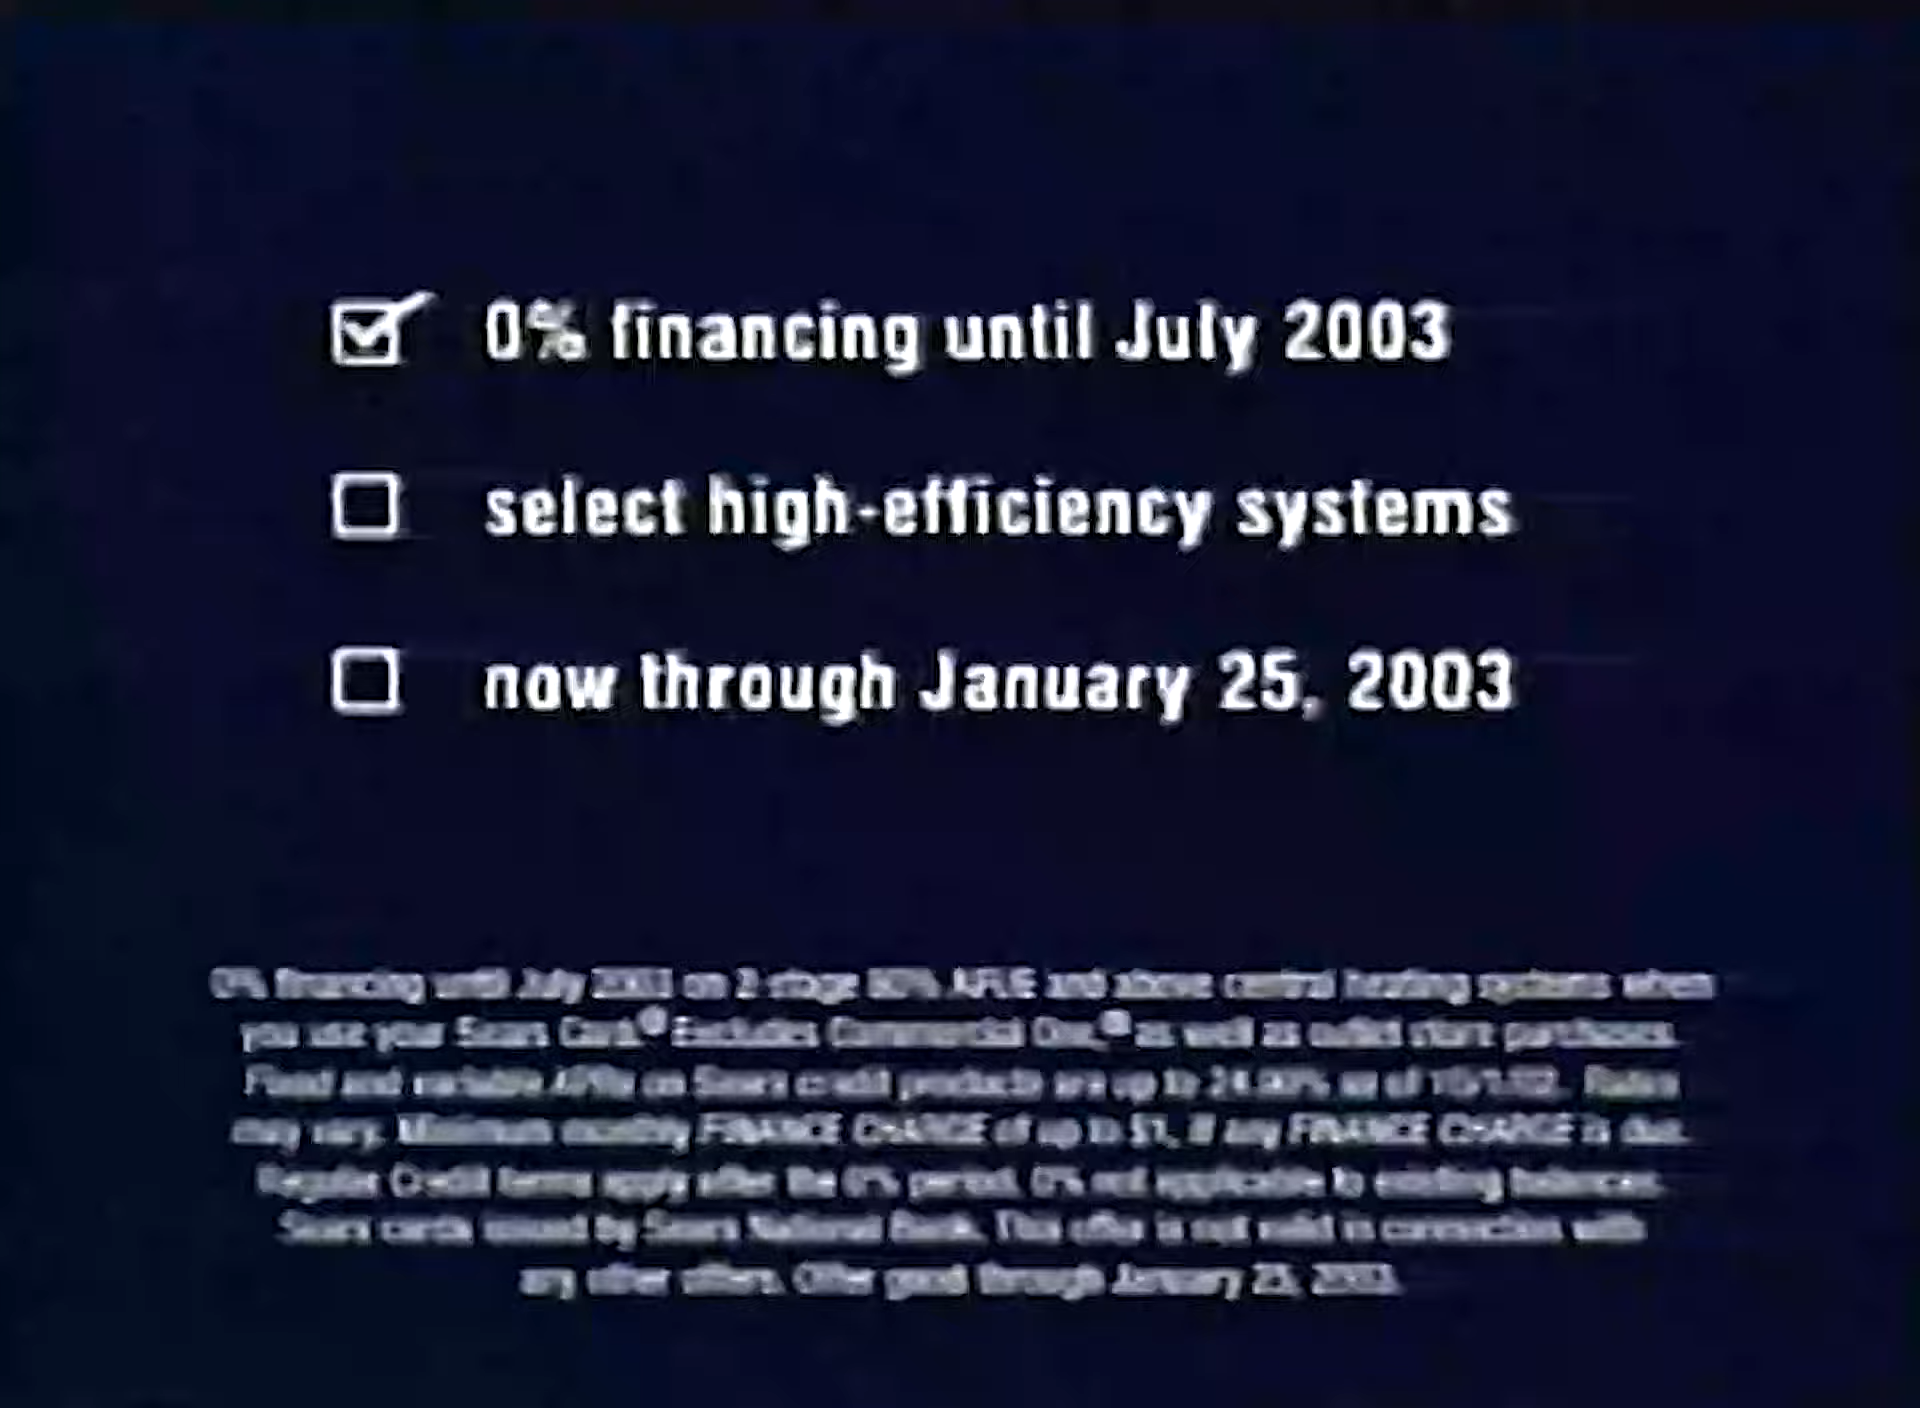 0% financing until July 2003
select high-efficiency systems
now through January 25, 2003
0% financing until July 2003 on 2-stage 80% AFUE and above central heating systems when
you use your Sears Card.® Excludes Commercial One,® as well as outlet store purchases.
Fixed and variable APRs on Sears credit products are up to as of Rates
may vary. Minimum monthly FINANCE CHARGE of up to $1, if any FINANCE CHARGE is due.
Regular Credit terms apply after the 0% period. 0% not applicable to existing balances.
Sears cards issued by Sears National Bank. This offer is not valid in connection with
any other offers. Offer good through January 25, 2003.